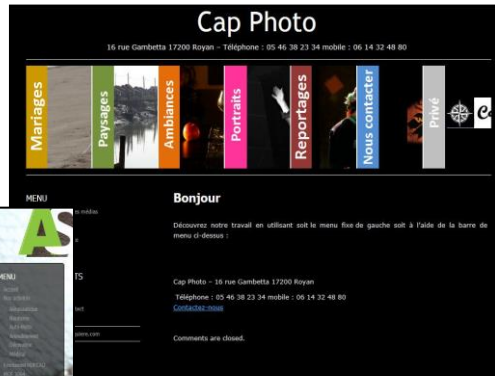 Cap Photo
16 rue Gambetta 17200 Royan – Téléphone : 05 46 38 23 34 mobile : 06 14 32 48 80
Mariages
Paysages
Ambiances
Portraits
Reportages
Nous contacter
Privé
MENU
Bonjour
Découvrez notre travail en utilisant soit le menu fixe de gauche soit à l'aide de la barre de
menu ci-dessus :
Cap Photo – 16 rue Gambetta 17200 Royan
Téléphone : 05 46 38 23 34 mobile : 06 14 32 48 80
Contactez-nous
Comments are closed.
AS
MENU
Accueil